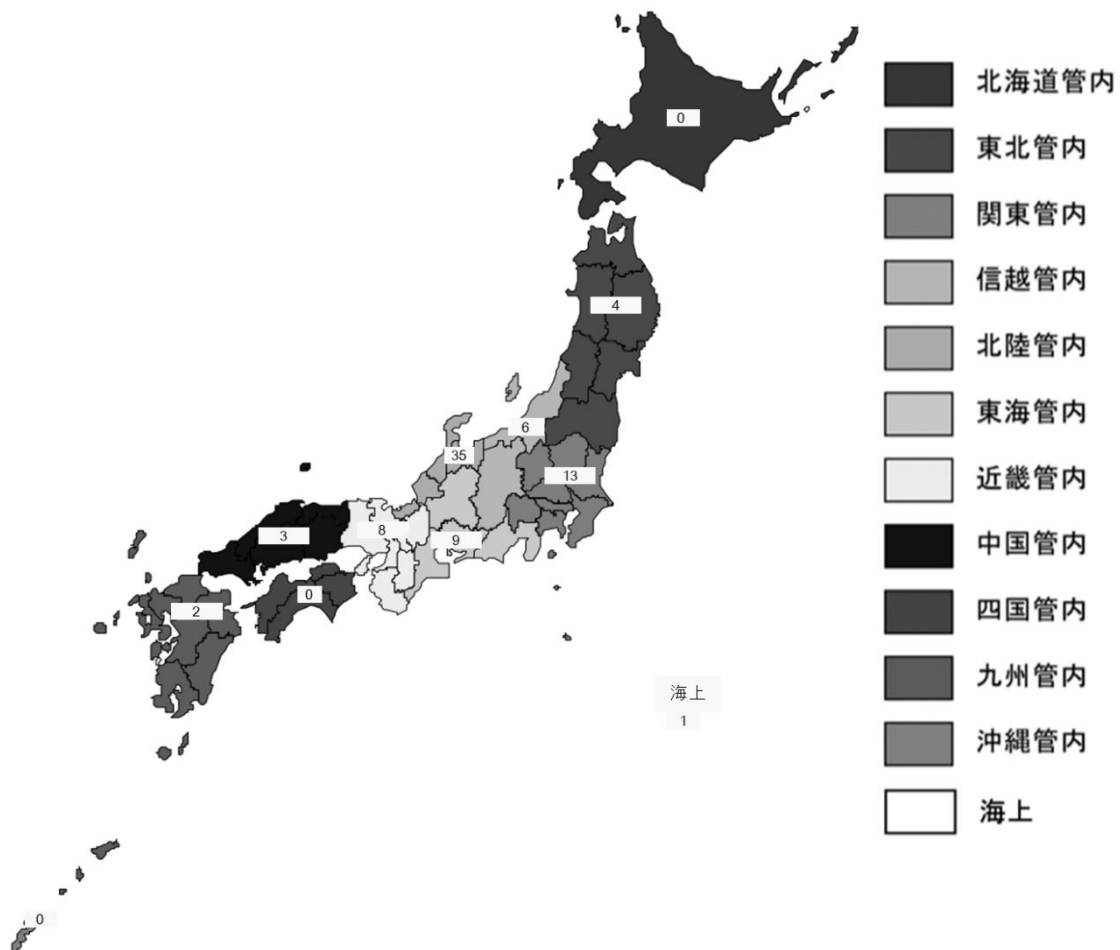 0
4
6
35
13
3
8
9
0
2
海上
1
0
北海道管内
東北管内
関東管内
信越管内
北陸管内
東海管内
近畿管内
中国管内
四国管内
九州管内
沖縄管内
海上